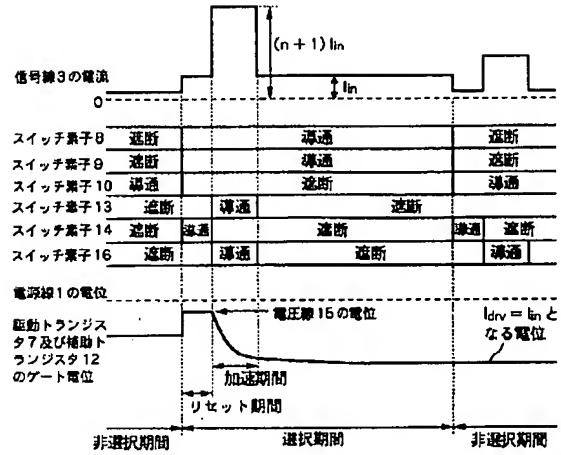 (n+1) Iin
信号線3の電流
Iin
0
スイッチ素子8 遮断 導通 遮断
スイッチ素子9 遮断 導通 遮断
スイッチ素子10 導通 遮断 導通
スイッチ素子13 遮断 導通 遮断
スイッチ素子14 遮断 導通 遮断 導通 遮断
スイッチ素子16 遮断 導通 遮断 導通
電源線1の電位
駆動トランジス
タ7及び補助ト
ランジスタ12
のゲート電位
電圧線15の電位
Idrv = Iinと
なる電位
加速期間
リセット期間
非選択期間 選択期間 非選択期間